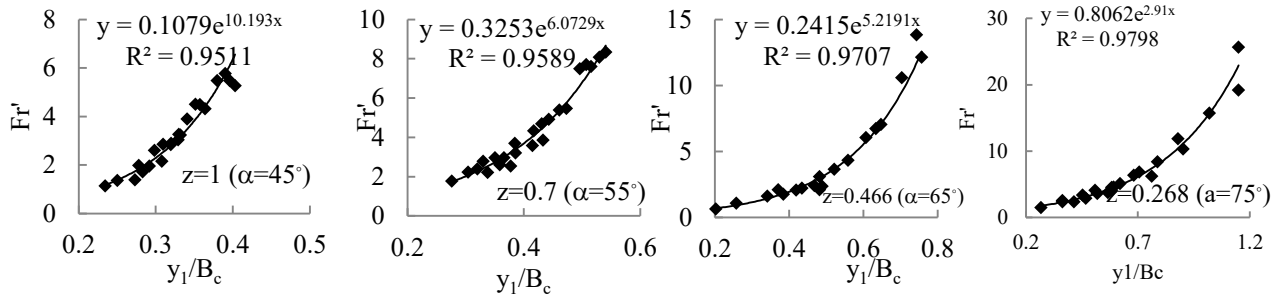 y = 0.1079e^10.193x
R² = 0.9511
Fr'
8
6
4
2
0
z=1 (α=45°)
0.2 0.3 0.4 0.5
y₁/B_c
y = 0.3253e^6.0729x
R² = 0.9589
Fr'
10
8
6
4
2
0
z=0.7 (α=55°)
0.2 0.4 0.6
y₁/B_c
y = 0.2415e^5.2191x
R² = 0.9707
Fr'
15
10
5
0
z=0.466 (α=65°)
0.2 0.4 0.6 0.8
y₁/B_c
y = 0.8062e^2.91x
R² = 0.9798
Fr'
30
20
10
0
z=0.268 (a=75°)
0.2 0.7 1.2
y1/Bc